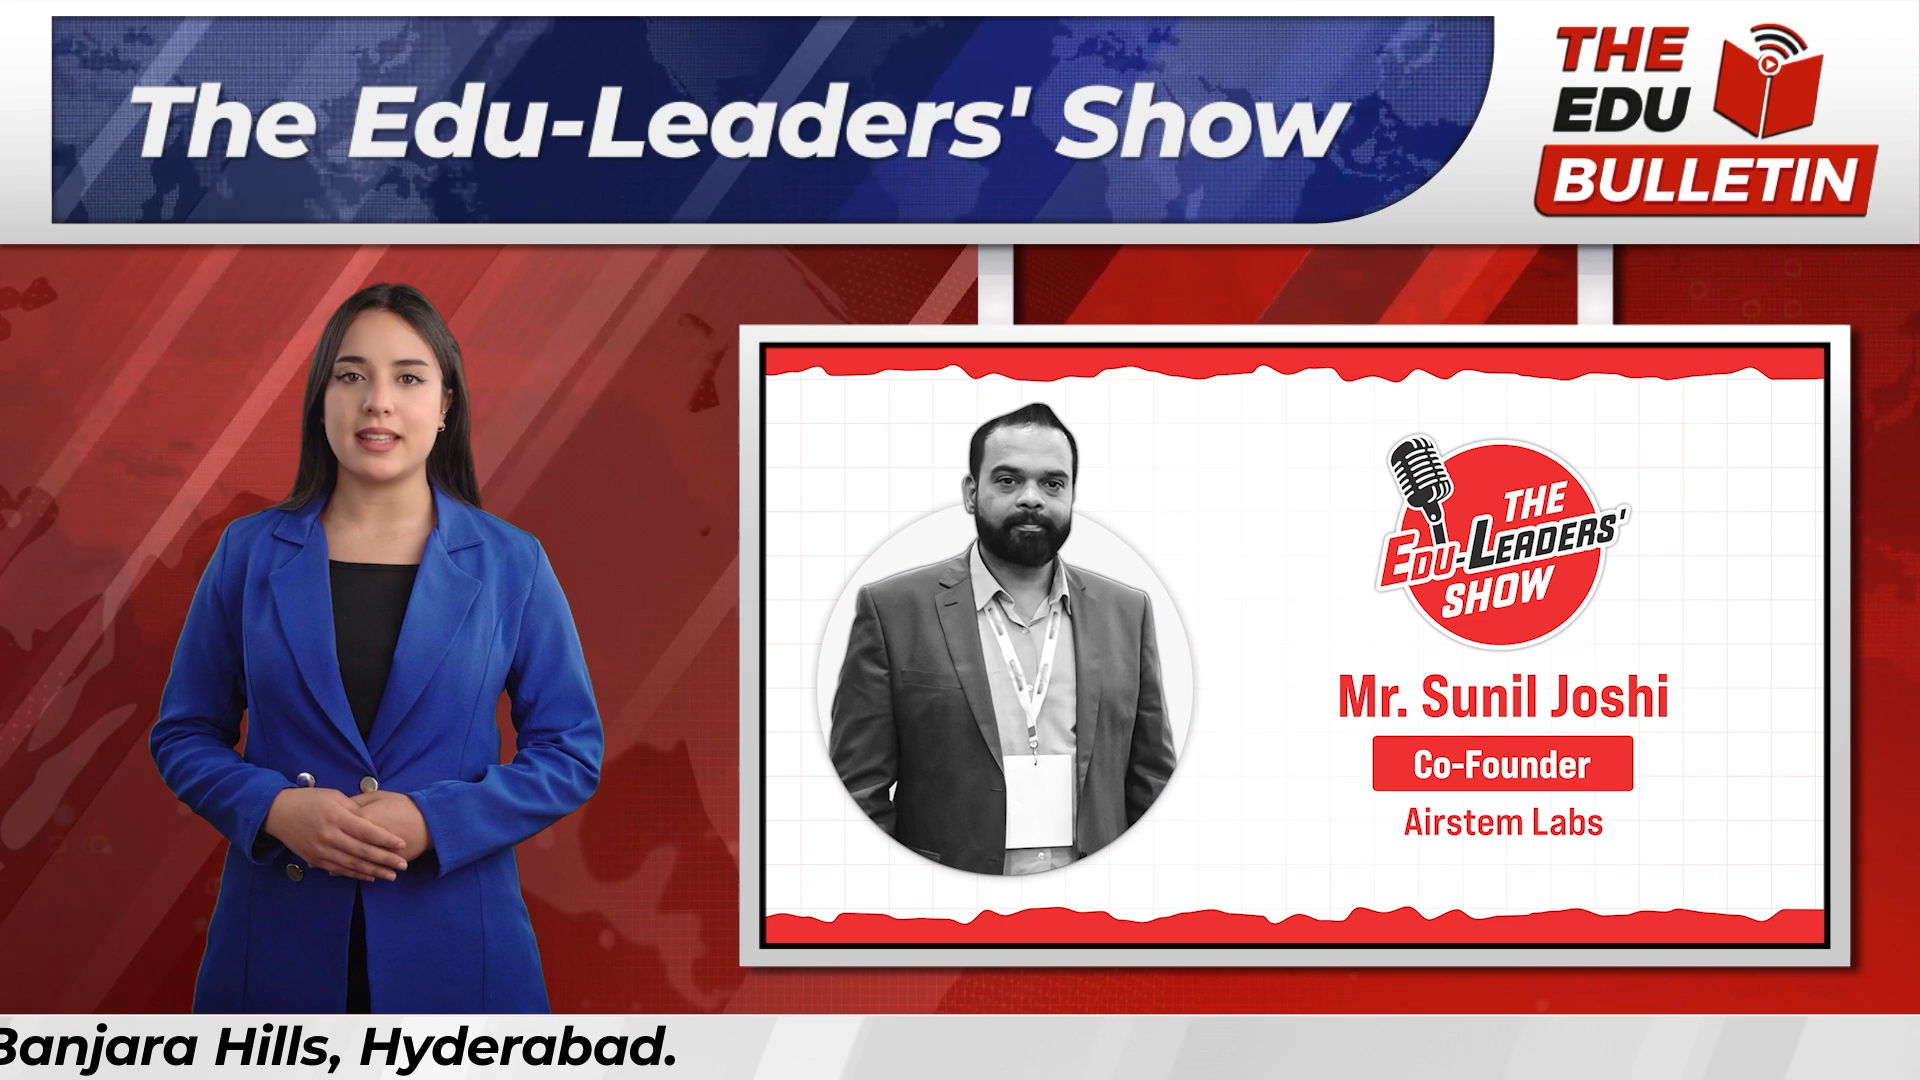 The Edu-Leaders' Show
THE
EDU
BULLETIN
THE
EDU-LEADERS'
SHOW
Mr. Sunil Joshi
Co-Founder
Airstem Labs
Banjara Hills, Hyderabad.